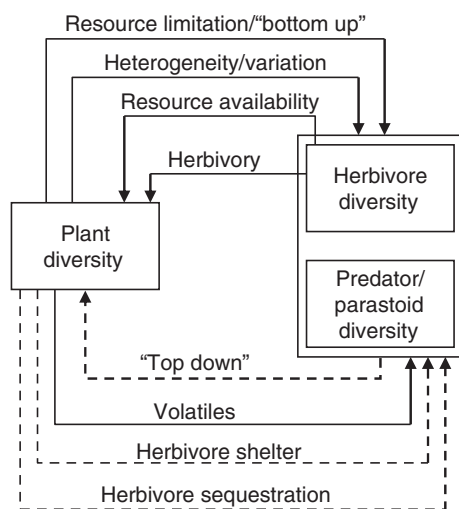 Resource limitation/“bottom up”
Heterogeneity/variation
Resource availability
Herbivory
Herbivore
diversity
Plant
diversity
Predator/
parastoid
diversity
“Top down”
Volatiles
Herbivore shelter
Herbivore sequestration